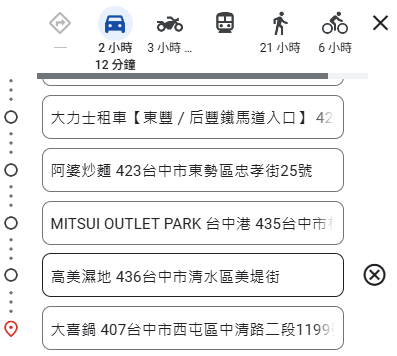 2 小時
12 分鐘
3 小時 ...
21 小時
6 小時
大力士租車【東豐 / 后豐鐵馬道入口】 42
阿婆炒麵 423台中市東勢區忠孝街25號
MITSUI OUTLET PARK 台中港 435台中市
高美濕地 436台中市清水區美堤街
大喜鍋 407台中市西屯區中清路二段1199